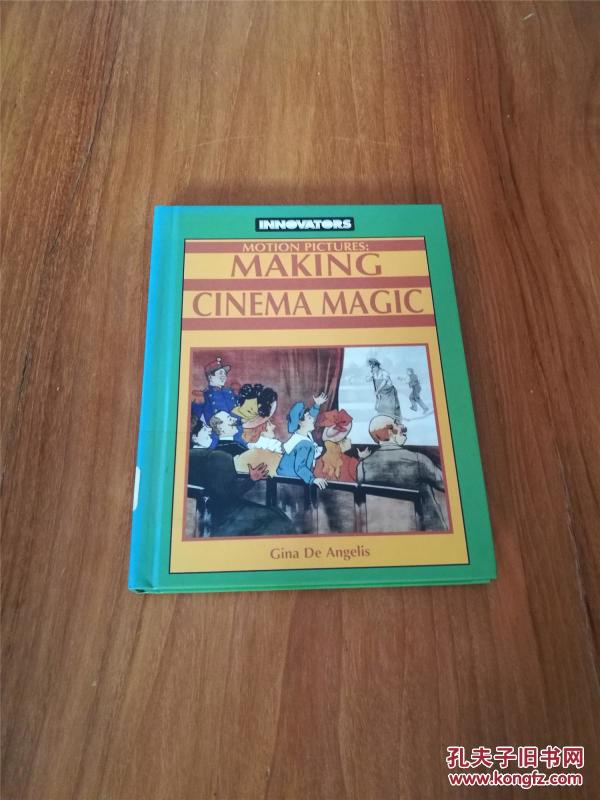 INNOVATORS
MOTION PICTURES:
MAKING
CINEMA MAGIC
Gina De Angelis
孔夫子旧书网
www.kongfz.com